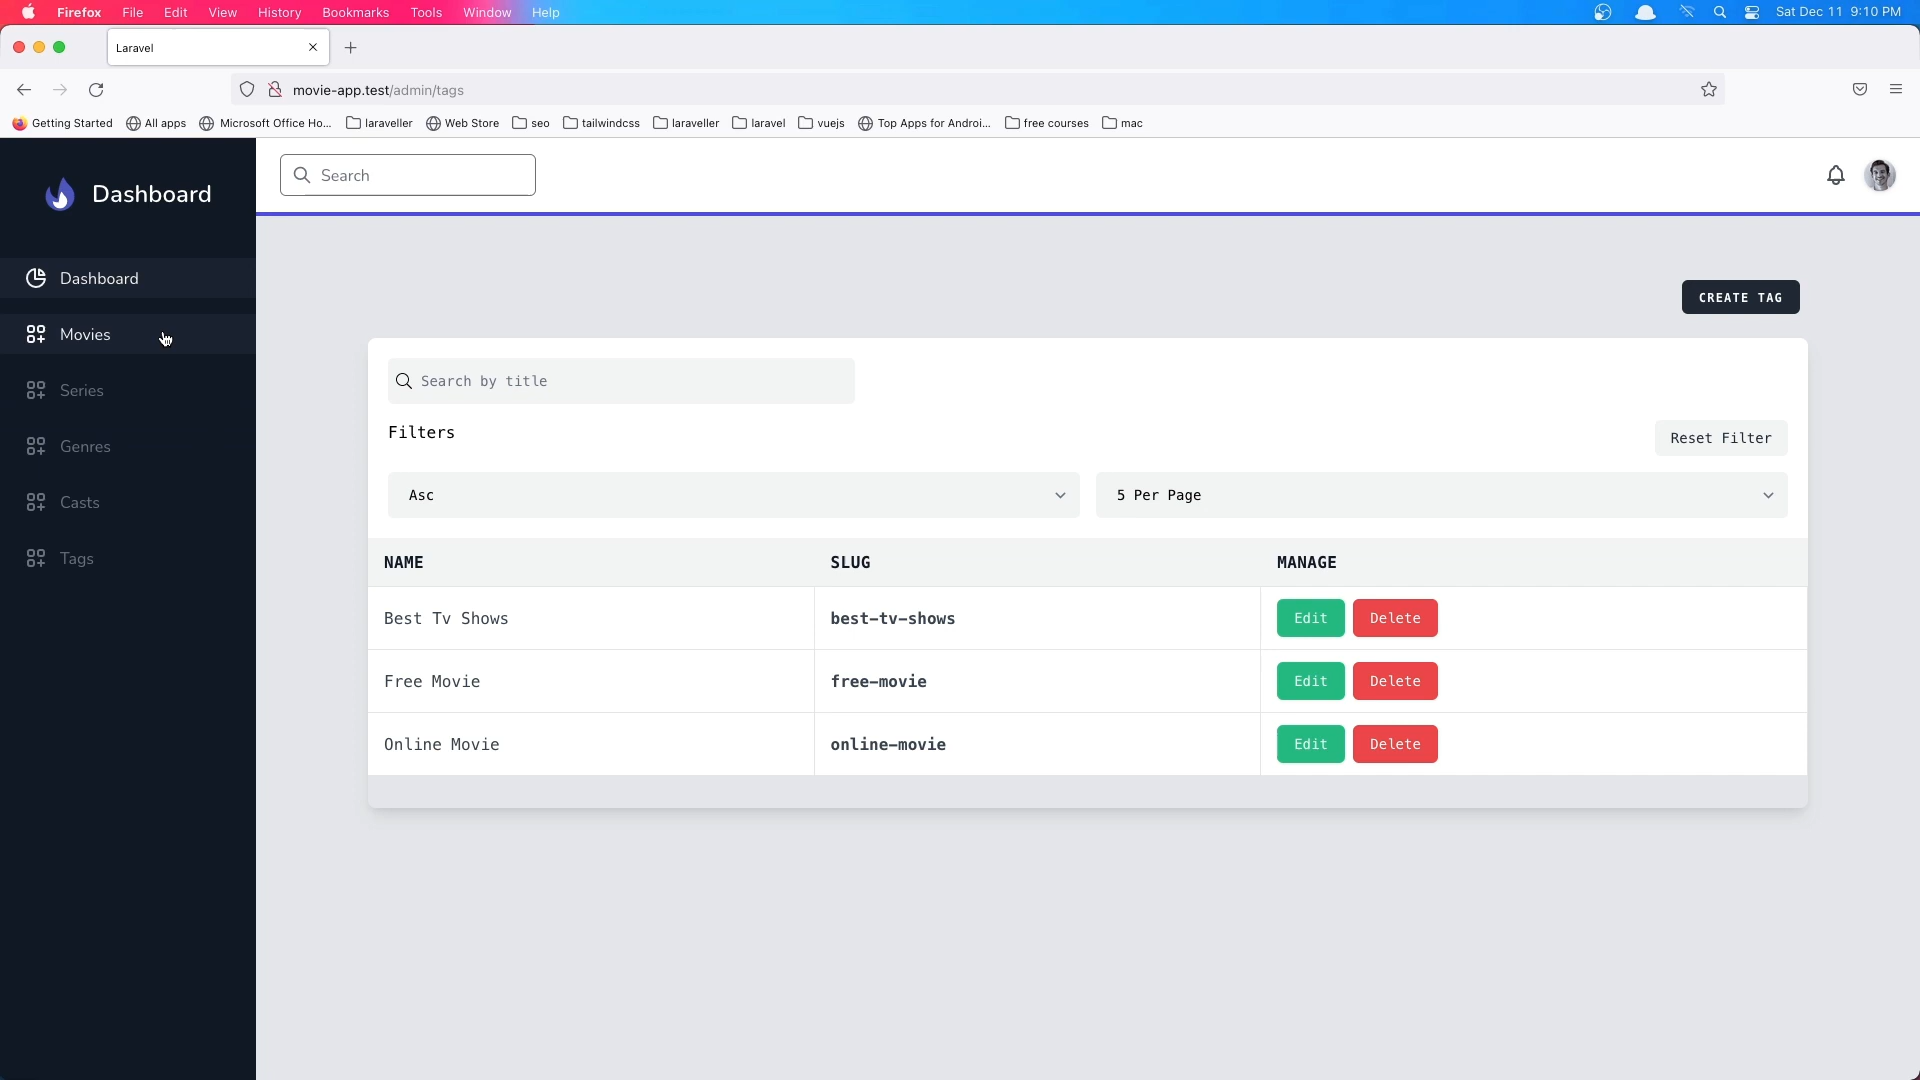 Firefox File Edit View History Bookmarks Tools Window Help Sat Dec 11 9:10 PM
Laravel
movie-app.test/admin/tags
Getting Started All apps Microsoft Office Ho... laraveller Web Store seo tailwindcss laraveller laravel vuejs Top Apps for Androi... free courses mac
Dashboard
Search
Dashboard
Movies
Series
Genres
Casts
Tags
CREATE TAG
Search by title
Filters
Reset Filter
Asc 5 Per Page
NAME SLUG MANAGE
Best Tv Shows best-tv-shows Edit Delete
Free Movie free-movie Edit Delete
Online Movie online-movie Edit Delete